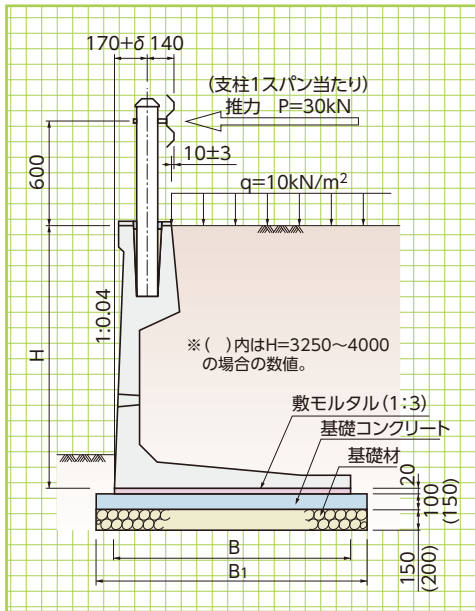 170+δ 140
(支柱1スパン当たり)
推力 P=30kN
10±3
600
q=10kN/m²
1:0.04
H
※( )内はH=3250～4000
の場合の数値。
敷モルタル(1:3)
基礎コンクリート
基礎材
20
100
(150)
150
(200)
B
B1